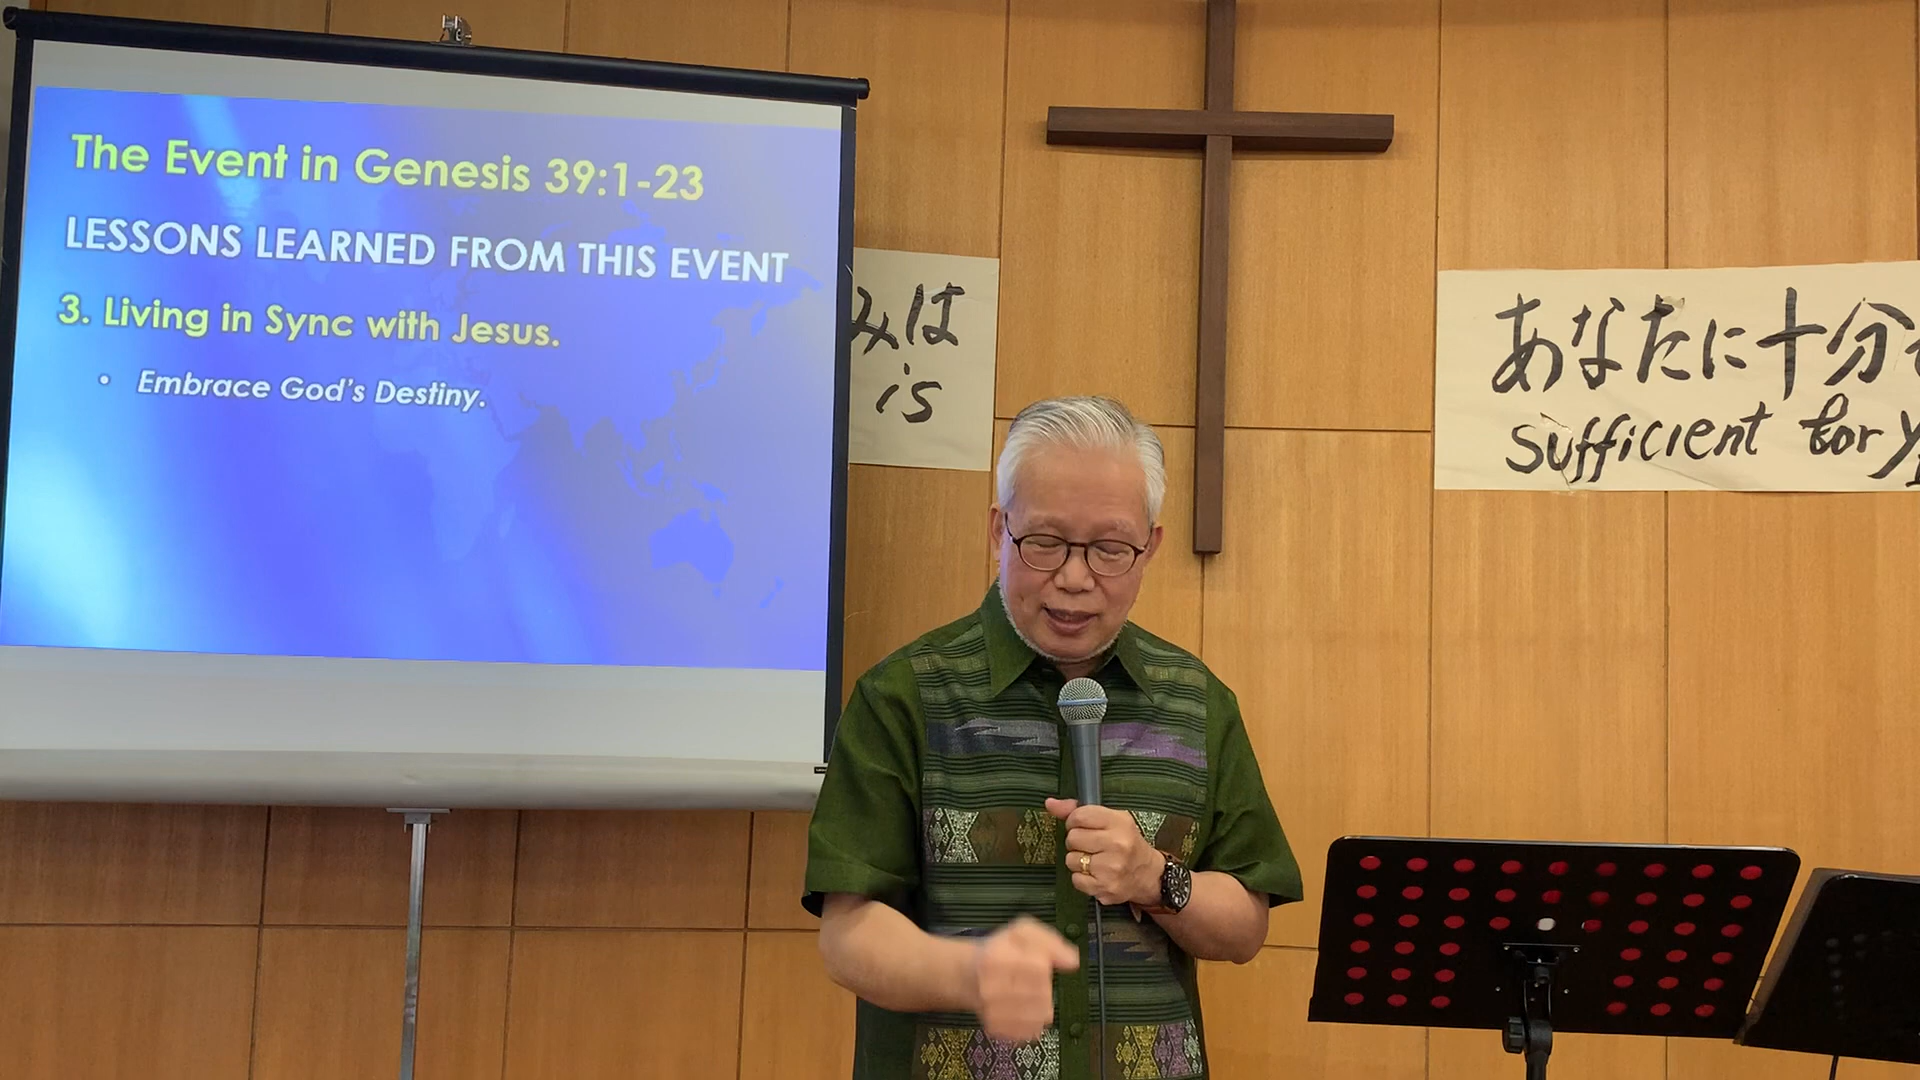 The Event in Genesis 39:1-23
LESSONS LEARNED FROM THIS EVENT
3. Living in Sync with Jesus.
• Embrace God's Destiny.
みは
is
あなたに十分
sufficient for